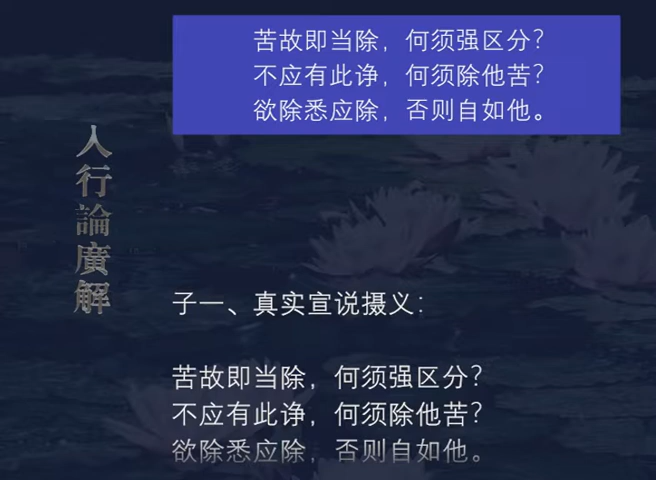 苦故即当除，何须强区分？
不应有此诤，何须除他苦？
欲除悉应除，否则自如他。
入行論廣解
子一、真实宣说摄义：
苦故即当除，何须强区分？
不应有此诤，何须除他苦？
欲除悉应除，否则自如他。